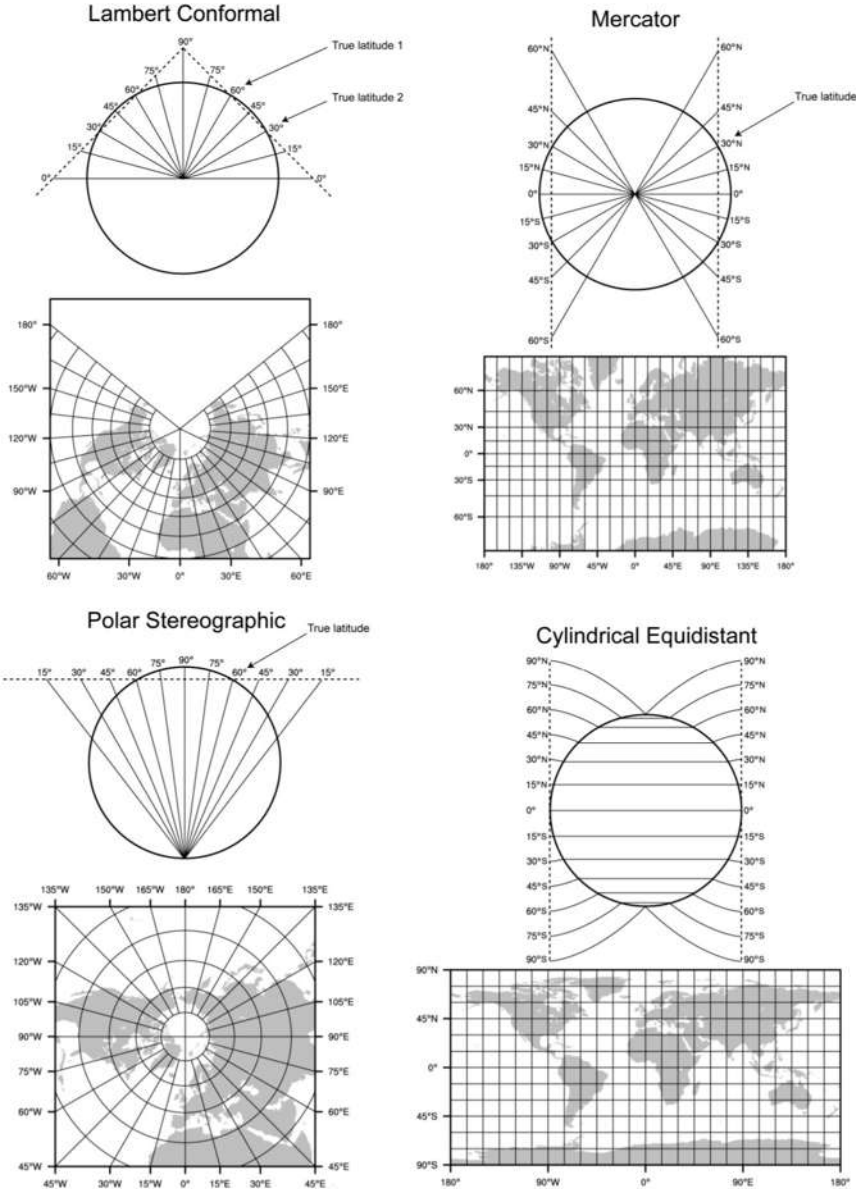 Lambert Conformal
90°
True latitude 1
75° 75°
60° 60°
45° 45°
True latitude 2
30° 30°
15° 15°
0° 0°
180° 180°
150°W 150°E
120°W 120°E
90°W 90°E
60°W 30°W 0° 30°E 60°E
Mercator
60°N 60°N
True latitude
45°N 45°N
30°N 30°N
15°N 15°N
0° 0°
15°S 15°S
30°S 30°S
45°S 45°S
60°S 60°S
60°N
30°N
0°
30°S
60°S
180° 135°W 90°W 45°W 0° 45°E 90°E 135°E 180°
Polar Stereographic
True latitude
15° 30° 45° 60° 75° 90° 75° 60° 45° 30° 15°
135°W 150°W 165°W 180° 165°E 150°E 135°E
135°W 135°E
120°W 120°E
105°W 105°E
90°W 90°E
75°W 75°E
60°W 60°E
45°W 45°E
45°W 30°W 15°W 0° 15°E 30°E 45°E
Cylindrical Equidistant
90°N 90°N
75°N 75°N
60°N 60°N
45°N 45°N
30°N 30°N
15°N 15°N
0° 0°
15°S 15°S
30°S 30°S
45°S 45°S
60°S 60°S
75°S 75°S
90°S 90°S
90°N
45°N
0°
45°S
90°S
180° 90°W 0° 90°E 180°